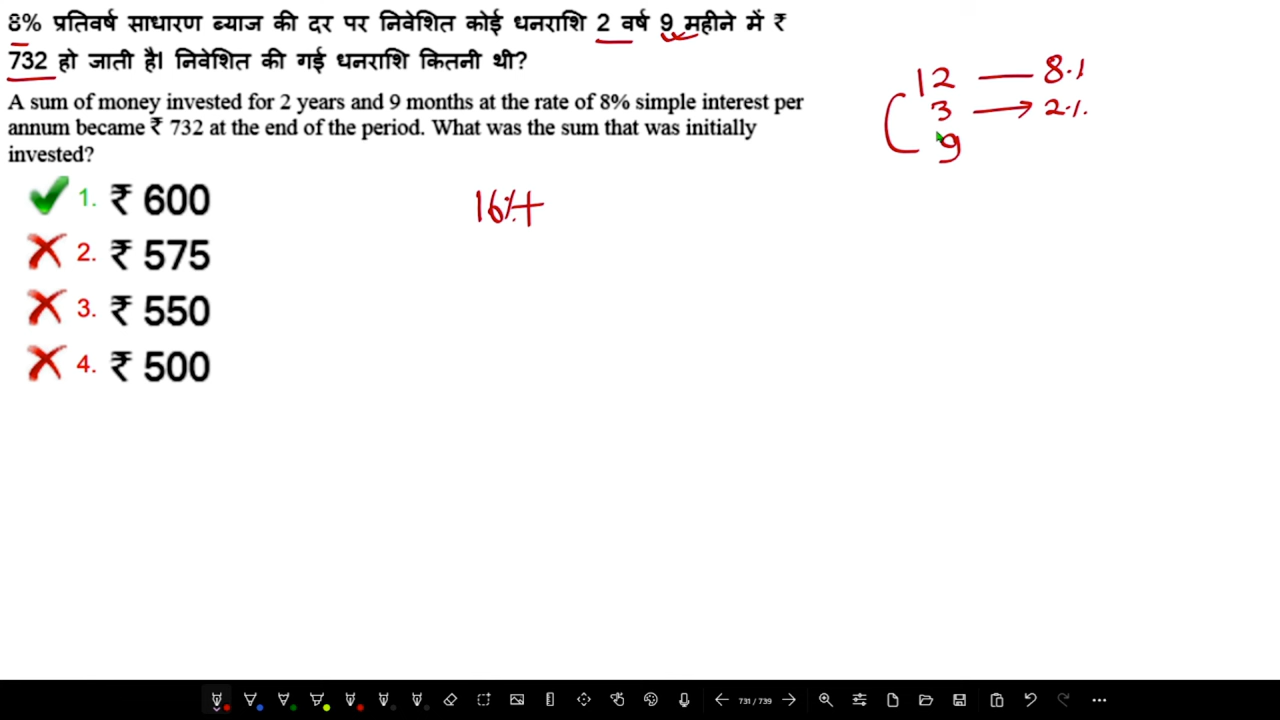 8% प्रतिवर्ष साधारण ब्याज की दर पर निवेशित कोई धनराशि 2 वर्ष 9 महीने में ₹
732 हो जाती है। निवेशित की गई धनराशि कितनी थी?
A sum of money invested for 2 years and 9 months at the rate of 8% simple interest per
annum became ₹ 732 at the end of the period. What was the sum that was initially
invested?
1. ₹ 600
2. ₹ 575
3. ₹ 550
4. ₹ 500
16%+
12 — 8%
3 → 2%
9
731 / 739